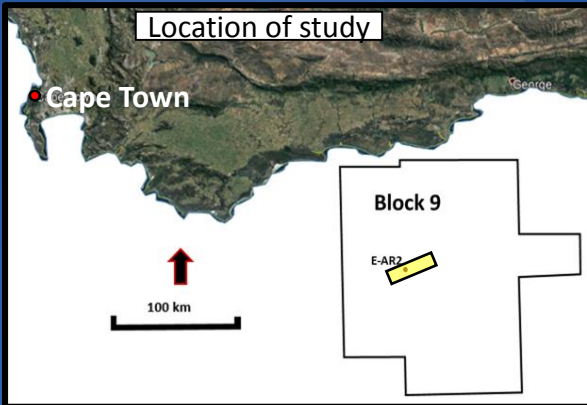 Location of study
Cape Town
George
Block 9
E-AR2
100 km